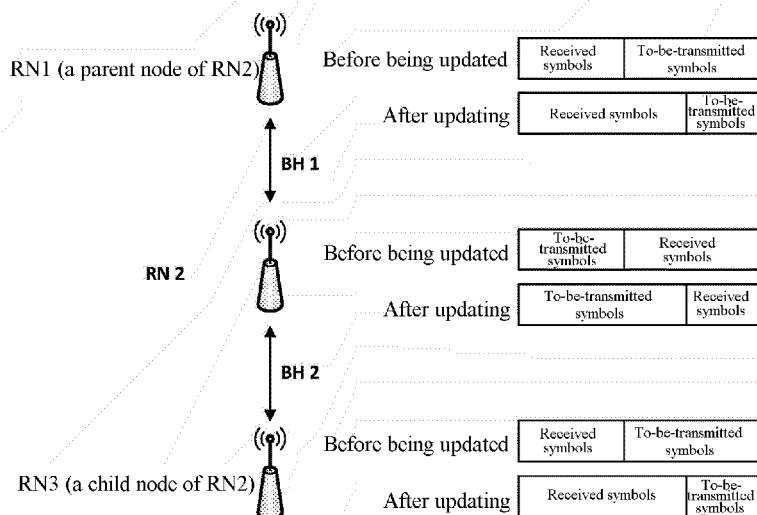 RN1 (a parent node of RN2)
Before being updated
Received
symbols
To-be-transmitted
symbols
After updating
Received symbols
To-be-
transmitted
symbols
BH 1
RN 2
Before being updated
To-be-
transmitted
symbols
Received
symbols
After updating
To-be-transmitted
symbols
Received
symbols
BH 2
RN3 (a child node of RN2)
Before being updated
Received
symbols
To-be-transmitted
symbols
After updating
Received symbols
To-be-
transmitted
symbols